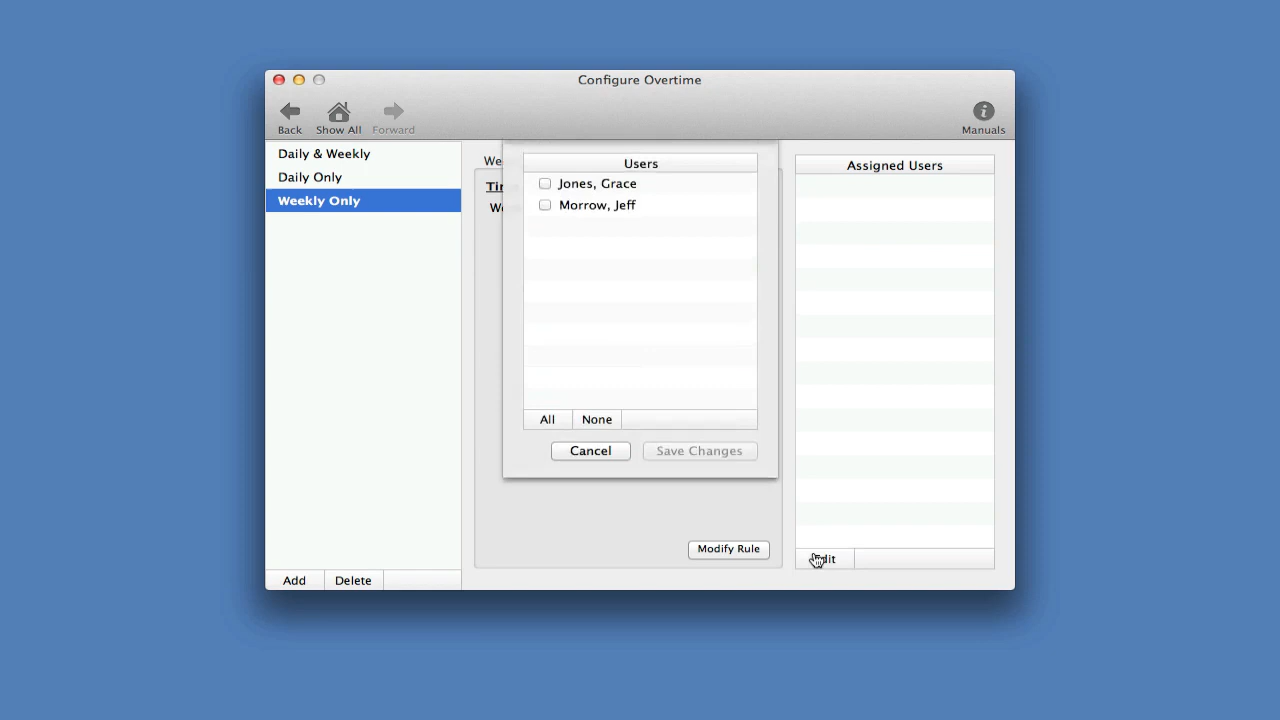 Configure Overtime
Back
Show All
Forward
Manuals
Daily & Weekly
Daily Only
Weekly Only
Add
Delete
Users
Jones, Grace
Morrow, Jeff
All
None
Cancel
Save Changes
Modify Rule
Assigned Users